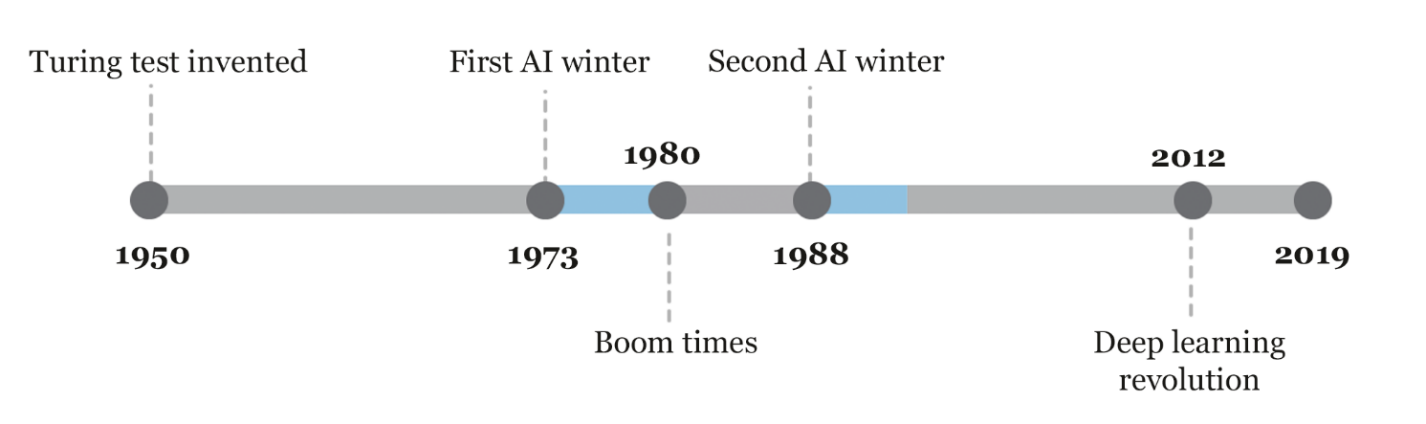 Turing test invented
First AI winter
Second AI winter
1980
2012
1950
1973
1988
2019
Boom times
Deep learning
revolution